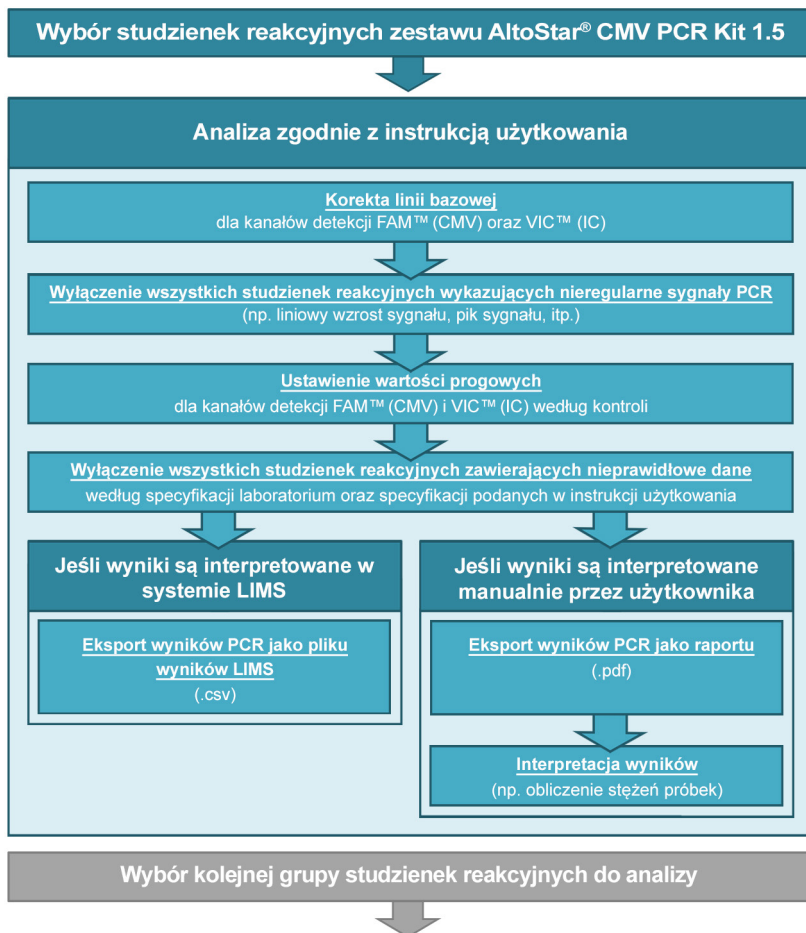 Wybór studzienek reakcyjnych zestawu AltoStar® CMV PCR Kit 1.5
Analiza zgodnie z instrukcją użytkowania
Korekta linii bazowej
dla kanałów detekcji FAM™ (CMV) oraz VIC™ (IC)
Wyłączenie wszystkich studzienek reakcyjnych wykazujących nieregularne sygnały PCR
(np. liniowy wzrost sygnału, pik sygnału, itp.)
Ustawienie wartości progowych
dla kanałów detekcji FAM™ (CMV) i VIC™ (IC) według kontroli
Wyłączenie wszystkich studzienek reakcyjnych zawierających nieprawidłowe dane
według specyfikacji laboratorium oraz specyfikacji podanych w instrukcji użytkowania
Jeśli wyniki są interpretowane w
systemie LIMS
Eksport wyników PCR jako pliku
wyników LIMS
(.csv)
Jeśli wyniki są interpretowane
manualnie przez użytkownika
Eksport wyników PCR jako raportu
(.pdf)
Interpretacja wyników
(np. obliczenie stężeń próbek)
Wybór kolejnej grupy studzienek reakcyjnych do analizy